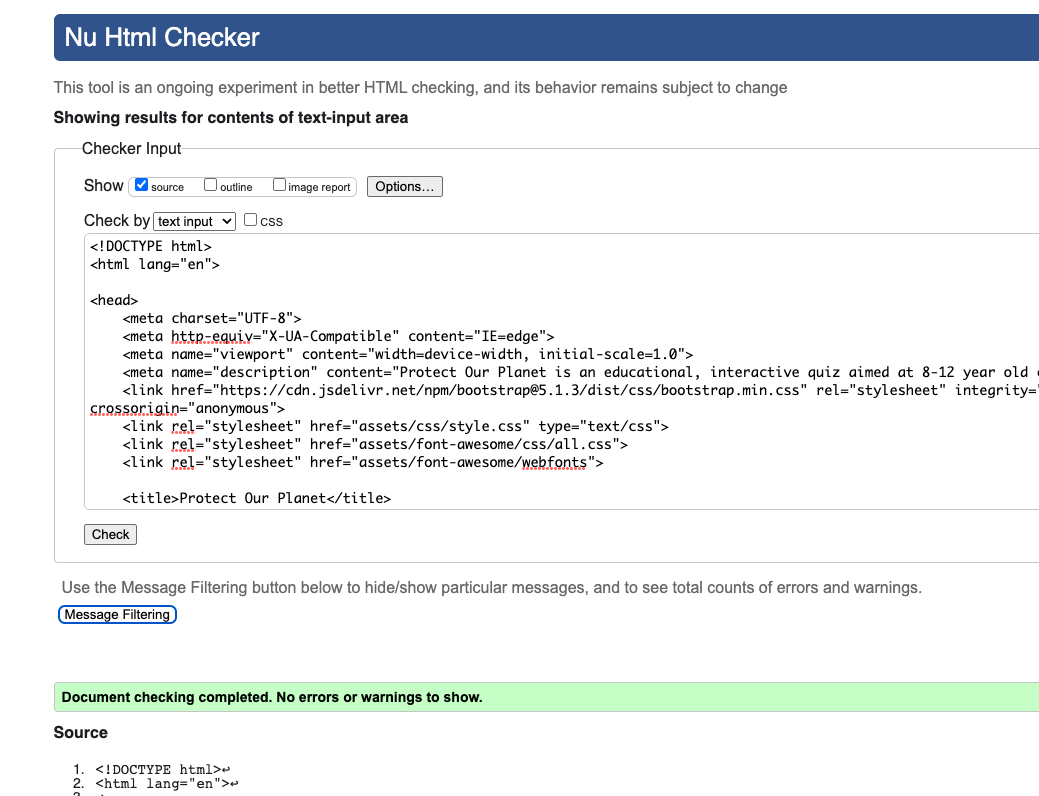 Nu Html Checker
This tool is an ongoing experiment in better HTML checking, and its behavior remains subject to change
Showing results for contents of text-input area
Checker Input
Show source outline image report Options...
Check by text input CSS
<!DOCTYPE html>
<html lang="en">
<head>
<meta charset="UTF-8">
<meta http-equiv="X-UA-Compatible" content="IE=edge">
<meta name="viewport" content="width=device-width, initial-scale=1.0">
<meta name="description" content="Protect Our Planet is an educational, interactive quiz aimed at 8-12 year old
<link href="https://cdn.jsdelivr.net/npm/bootstrap@5.1.3/dist/css/bootstrap.min.css" rel="stylesheet" integrity="
crossorigin="anonymous">
<link rel="stylesheet" href="assets/css/style.css" type="text/css">
<link rel="stylesheet" href="assets/font-awesome/css/all.css">
<link rel="stylesheet" href="assets/font-awesome/webfonts">
<title>Protect Our Planet</title>
Check
Use the Message Filtering button below to hide/show particular messages, and to see total counts of errors and warnings.
Message Filtering
Document checking completed. No errors or warnings to show.
Source
1. <!DOCTYPE html>↩
2. <html lang="en">↩